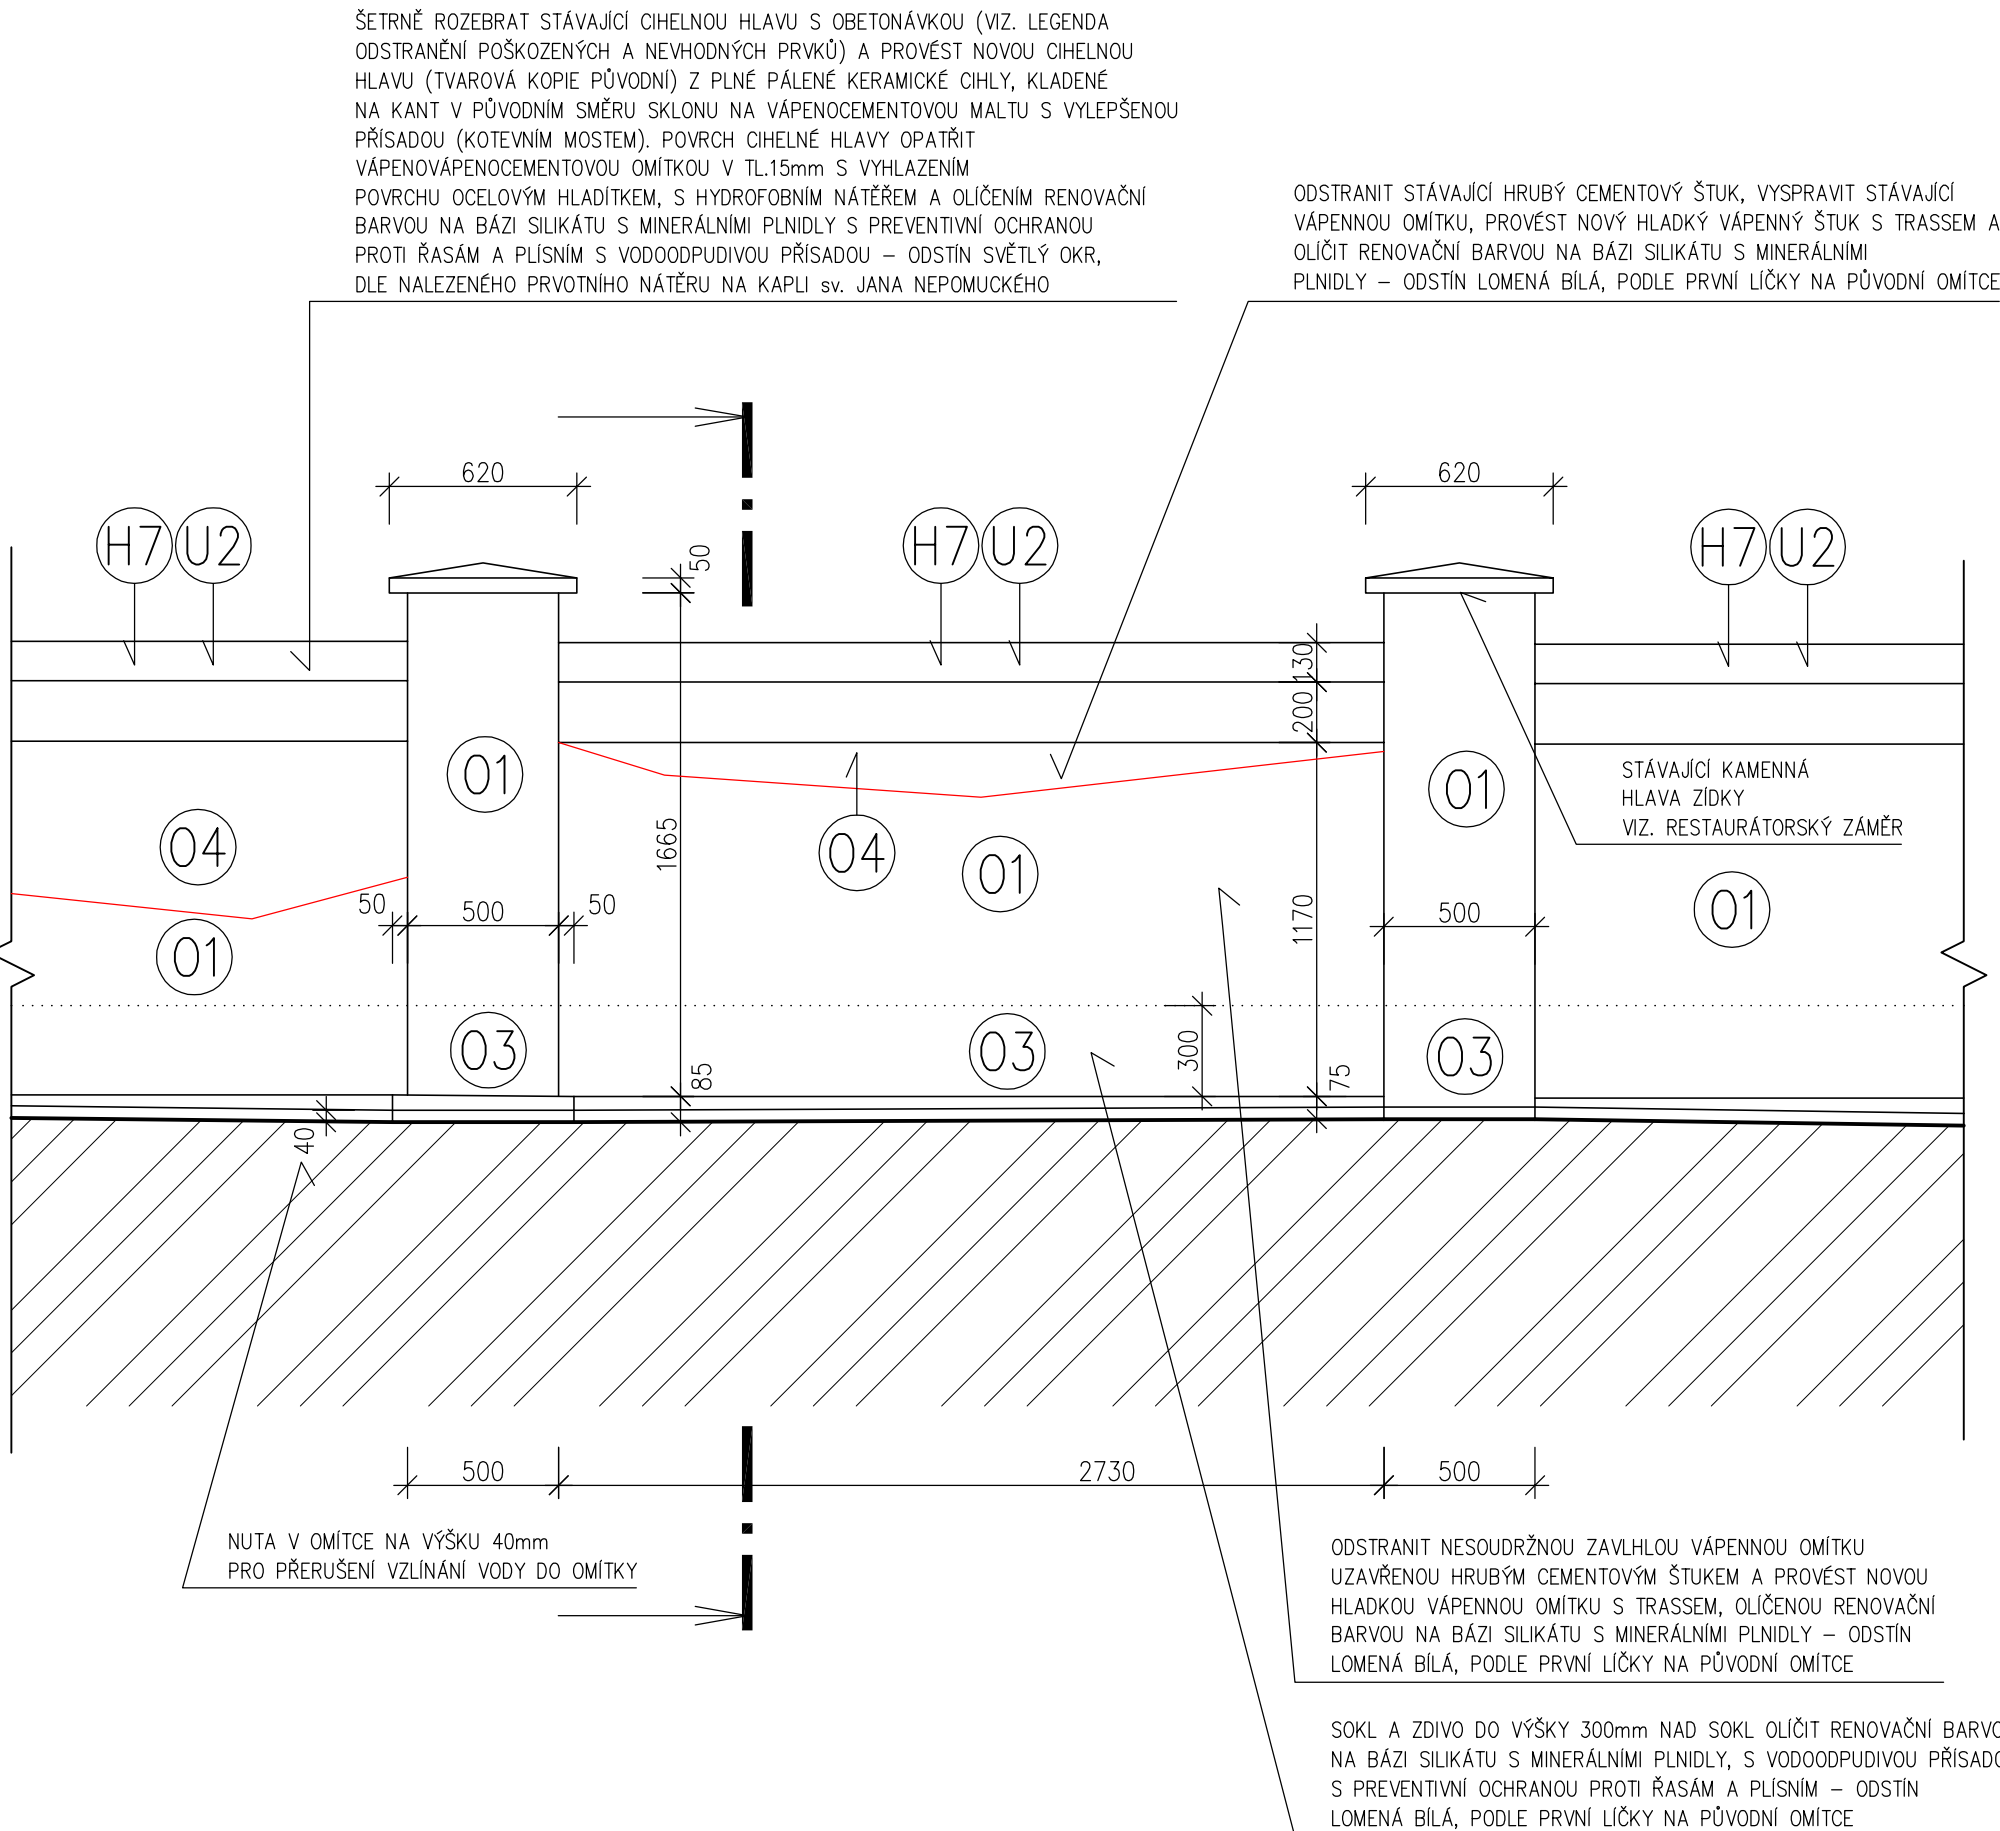 ŠETRNĚ ROZEBRAT STÁVAJÍCÍ CIHELNOU HLAVU S OBETONÁVKOU (VIZ. LEGENDA
ODSTRANĚNÍ POŠKOZENÝCH A NEVHODNÝCH PRVKŮ) A PROVÉST NOVOU CIHELNOU
HLAVU (TVAROVÁ KOPIE PŮVODNÍ) Z PLNÉ PÁLENÉ KERAMICKÉ CIHLY, KLADENÉ
NA KANT V PŮVODNÍM SMĚRU SKLONU NA VÁPENOCEMENTOVOU MALTU S VYLEPŠENOU
PŘÍSADOU (KOTEVNÍM MOSTEM). POVRCH CIHELNÉ HLAVY OPATŘIT
VÁPENOVÁPENOCEMENTOVOU OMÍTKOU V TL.15mm S VYHLAZENÍM
POVRCHU OCELOVÝM HLADÍTKEM, S HYDROFOBNÍM NÁTĚŘEM A OLÍČENÍM RENOVAČNÍ
BARVOU NA BÁZI SILIKÁTU S MINERÁLNÍMI PLNIDLY S PREVENTIVNÍ OCHRANOU
PROTI ŘASÁM A PLÍSNÍM S VODOODPUDIVOU PŘÍSADOU – ODSTÍN SVĚTLÝ OKR,
DLE NALEZENÉHO PRVOTNÍHO NÁTĚRU NA KAPLI sv. JANA NEPOMUCKÉHO
ODSTRANIT STÁVAJÍCÍ HRUBÝ CEMENTOVÝ ŠTUK, VYSPRAVIT STÁVAJÍCÍ
VÁPENNOU OMÍTKU, PROVÉST NOVÝ HLADKÝ VÁPENNÝ ŠTUK S TRASSEM A
OLÍČIT RENOVAČNÍ BARVOU NA BÁZI SILIKÁTU S MINERÁLNÍMI
PLNIDLY – ODSTÍN LOMENÁ BÍLÁ, PODLE PRVNÍ LÍČKY NA PŮVODNÍ OMÍTCE
620
620
H7 U2
H7 U2
H7 U2
50
130
200
01
01
STÁVAJÍCÍ KAMENNÁ
HLAVA ZÍDKY
VIZ. RESTAURÁTORSKÝ ZÁMĚR
04
1665
04
01
01
50
500
50
1170
500
01
03
03
03
300
85
75
40
500
2730
500
NUTA V OMÍTCE NA VÝŠKU 40mm
PRO PŘERUŠENÍ VZLÍNÁNÍ VODY DO OMÍTKY
ODSTRANIT NESOUDRŽNOU ZAVLHLOU VÁPENNOU OMÍTKU
UZAVŘENOU HRUBÝM CEMENTOVÝM ŠTUKEM A PROVÉST NOVOU
HLADKOU VÁPENNOU OMÍTKU S TRASSEM, OLÍČENOU RENOVAČNÍ
BARVOU NA BÁZI SILIKÁTU S MINERÁLNÍMI PLNIDLY – ODSTÍN
LOMENÁ BÍLÁ, PODLE PRVNÍ LÍČKY NA PŮVODNÍ OMÍTCE
SOKL A ZDIVO DO VÝŠKY 300mm NAD SOKL OLÍČIT RENOVAČNÍ BARVO
NA BÁZI SILIKÁTU S MINERÁLNÍMI PLNIDLY, S VODOODPUDIVOU PŘÍSADO
S PREVENTIVNÍ OCHRANOU PROTI ŘASÁM A PLÍSNÍM – ODSTÍN
LOMENÁ BÍLÁ, PODLE PRVNÍ LÍČKY NA PŮVODNÍ OMÍTCE